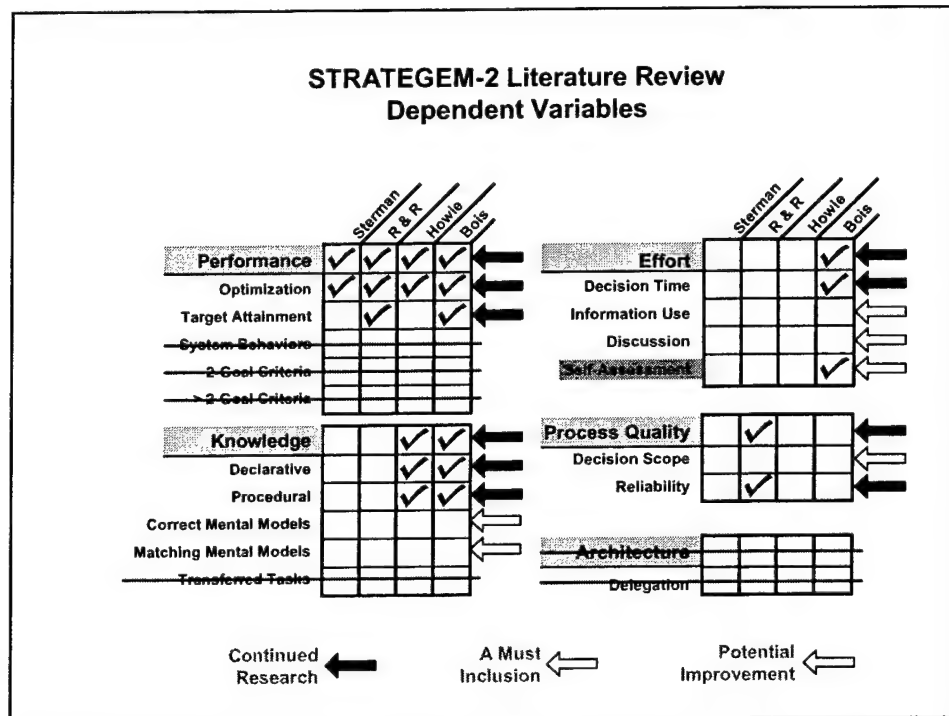 STRATEGEM-2 Literature Review
Dependent Variables
Sterman
R & R
Howie
Bois
Performance
Optimization
Target Attainment
System Behaviors
2 Goal Criteria
> 2 Goal Criteria
Knowledge
Declarative
Procedural
Correct Mental Models
Matching Mental Models
Transferred Tasks
Sterman
R & R
Howie
Bois
Effort
Decision Time
Information Use
Discussion
Self-Assessment
Process Quality
Decision Scope
Reliability
Architecture
Delegation
Continued
Research
A Must
Inclusion
Potential
Improvement